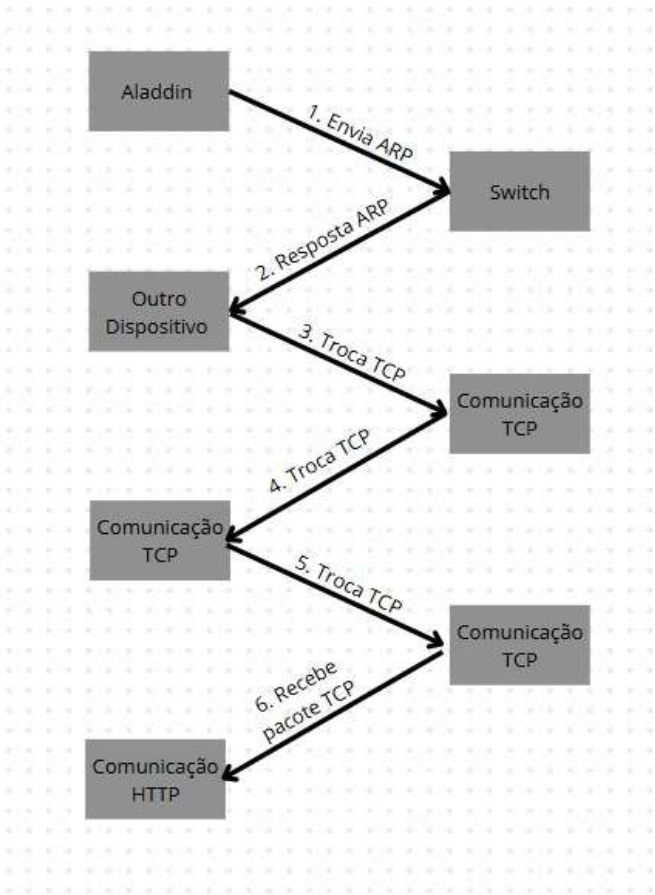 Aladdin
1. Envia ARP
Switch
2. Resposta ARP
Outro
Dispositivo
3. Troca TCP
Comunicação
TCP
4. Troca TCP
Comunicação
TCP
5. Troca TCP
Comunicação
TCP
6. Recebe
pacote TCP
Comunicação
HTTP